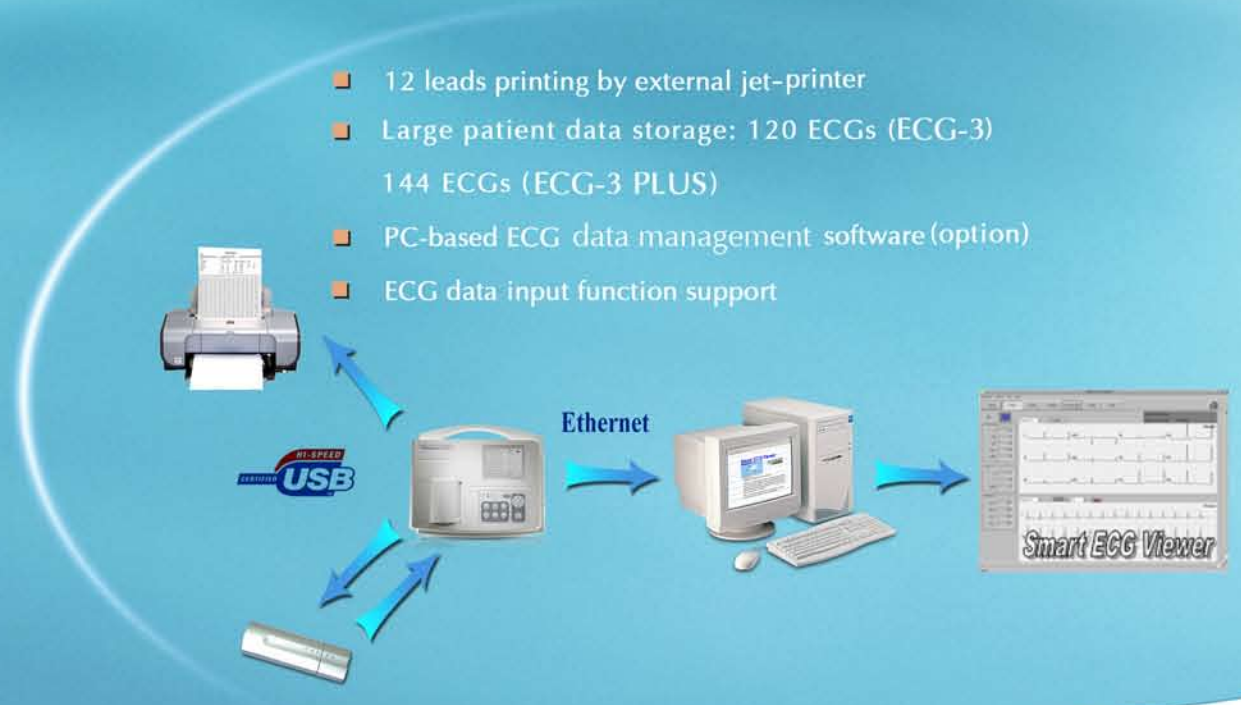 12 leads printing by external jet-printer
Large patient data storage: 120 ECGs (ECG-3)
144 ECGs (ECG-3 PLUS)
PC-based ECG data management software (option)
ECG data input function support
Ethernet
HI-SPEED
CERTIFIED USB
Smart ECG Viewer